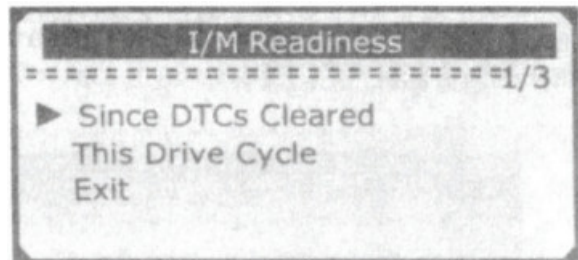 I/M Readiness
1/3
Since DTCs Cleared
This Drive Cycle
Exit